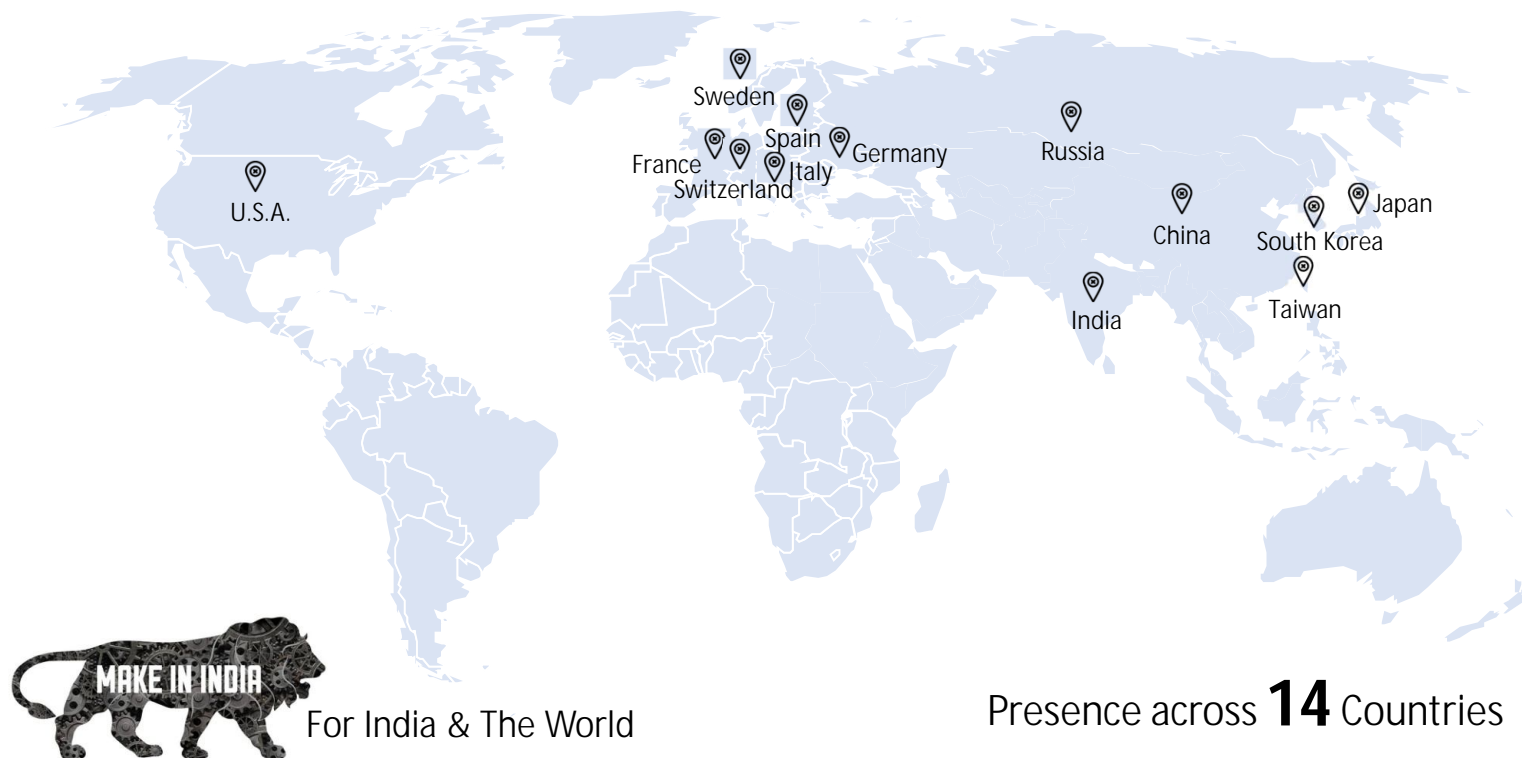 Sweden
Spain
France
Germany
Italy
Switzerland
Russia
U.S.A.
China
Japan
South Korea
India
Taiwan
MAKE IN INDIA
For India & The World
Presence across 14 Countries